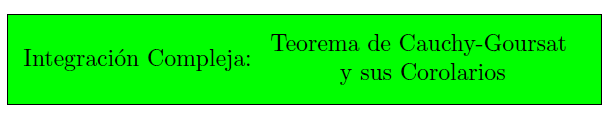 Integración Compleja: Teorema de Cauchy-Goursat
y sus Corolarios